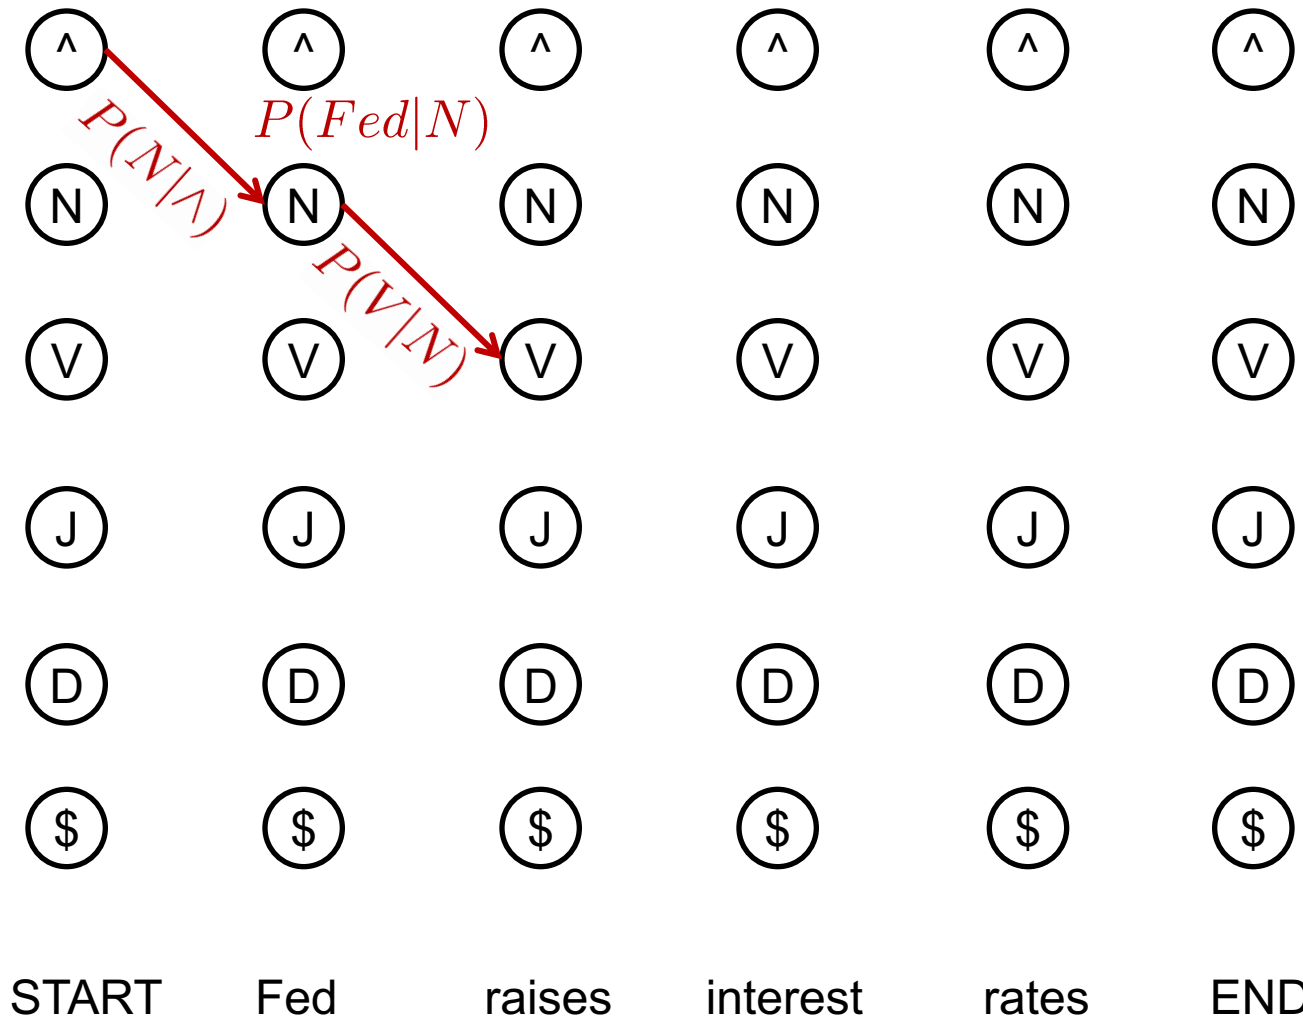 ^ ^ ^ ^ ^ ^
P(N|∧) P(Fed|N)
N N N N N N
P(V|N)
V V V V V V
J J J J J J
D D D D D D
$ $ $ $ $ $
START Fed raises interest rates END